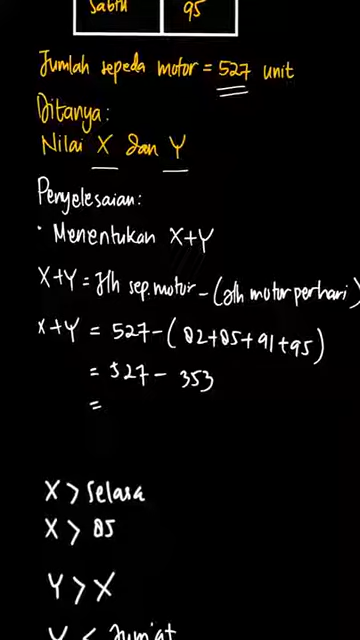 Sabtu 95
Jumlah sepeda motor = 527 unit
Ditanya:
Nilai X dan Y
Penyelesaian:
• Menentukan X+Y
X+Y = Jlh sep.motor - (Jlh motor perhari)
X+Y = 527 - (82+85+91+95)
= 527 - 353
=
X > Selasa
X > 85
Y > X
Y < Jum'at